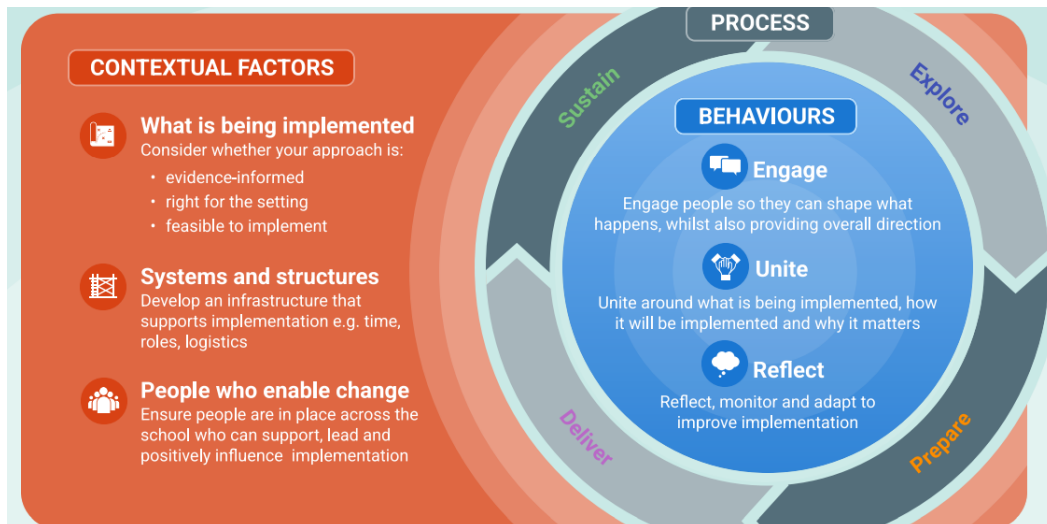 CONTEXTUAL FACTORS
What is being implemented
Consider whether your approach is:
• evidence-informed
• right for the setting
• feasible to implement
Systems and structures
Develop an infrastructure that
supports implementation e.g. time,
roles, logistics
People who enable change
Ensure people are in place across the
school who can support, lead and
positively influence implementation
PROCESS
Sustain
Explore
Prepare
Deliver
BEHAVIOURS
Engage
Engage people so they can shape what
happens, whilst also providing overall direction
Unite
Unite around what is being implemented, how
it will be implemented and why it matters
Reflect
Reflect, monitor and adapt to
improve implementation